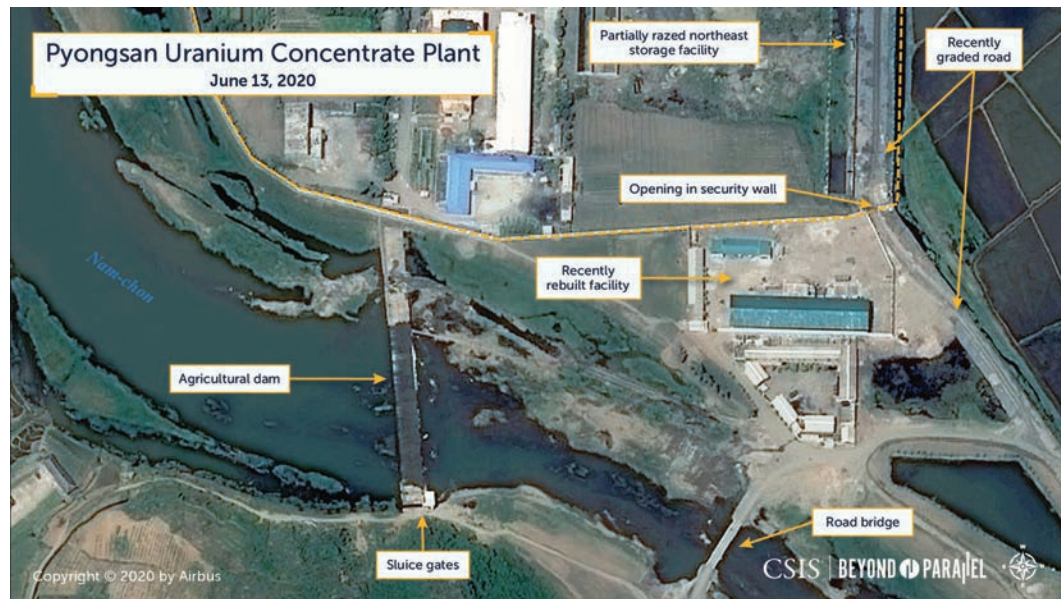 Pyongsan Uranium Concentrate Plant
June 13, 2020
Partially razed northeast
storage facility
Recently
graded road
Opening in security wall
Nam-chon
Recently
rebuilt facility
Agricultural dam
Road bridge
Sluice gates
Copyright © 2020 by Airbus
CSIS | BEYOND PARALLEL
N